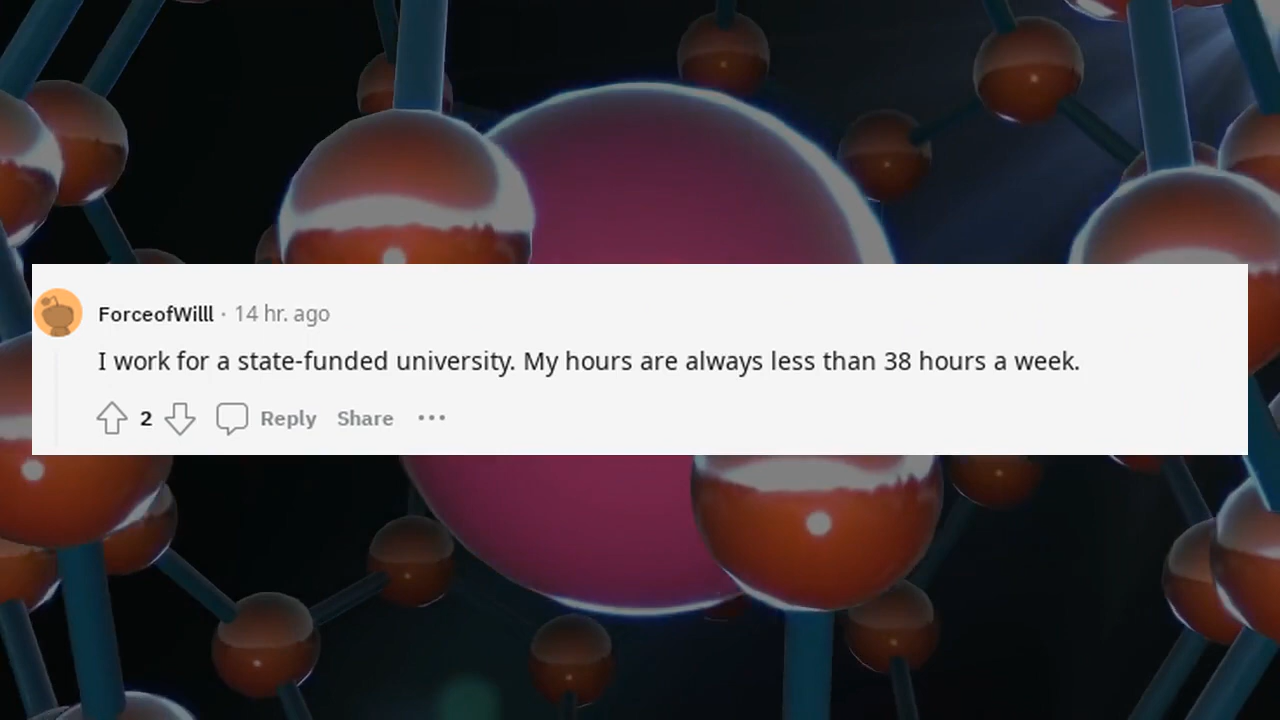 ForceofWilll · 14 hr. ago
I work for a state-funded university. My hours are always less than 38 hours a week.
2 Reply Share ···